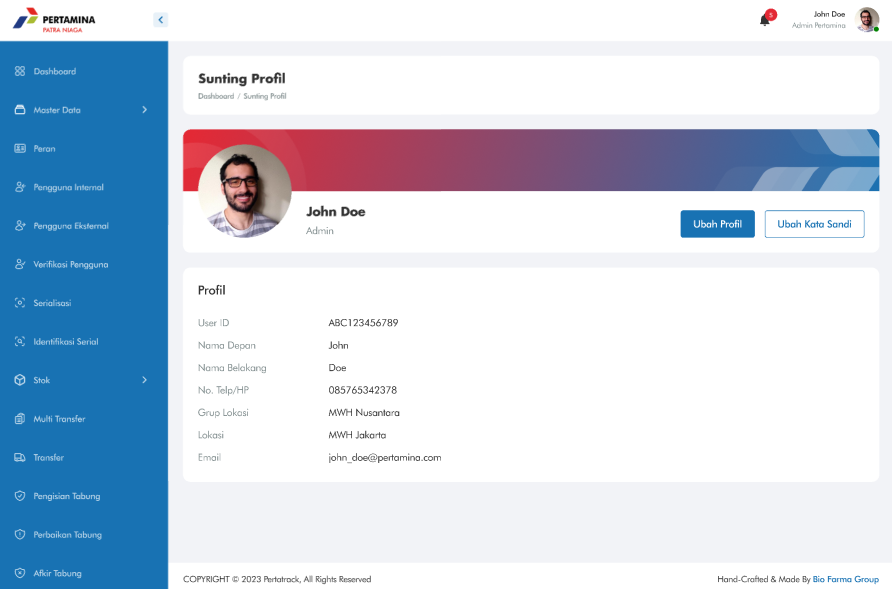 PERTAMINA
PATRA NIAGA
5
John Doe
Admin Pertamina
Dashboard
Master Data
Peran
Pengguna Internal
Pengguna Eksternal
Verifikasi Pengguna
Serialisasi
Identifikasi Serial
Stok
Multi Transfer
Transfer
Pengisian Tabung
Perbaikan Tabung
Afkir Tabung
Sunting Profil
Dashboard / Sunting Profil
John Doe
Admin
Ubah Profil
Ubah Kata Sandi
Profil
User ID ABC123456789
Nama Depan John
Nama Belakang Doe
No. Telp/HP 085765342378
Grup Lokasi MWH Nusantara
Lokasi MWH Jakarta
Email john_doe@pertamina.com
COPYRIGHT © 2023 Pertatrack, All Rights Reserved
Hand-Crafted & Made By Bio Farma Group